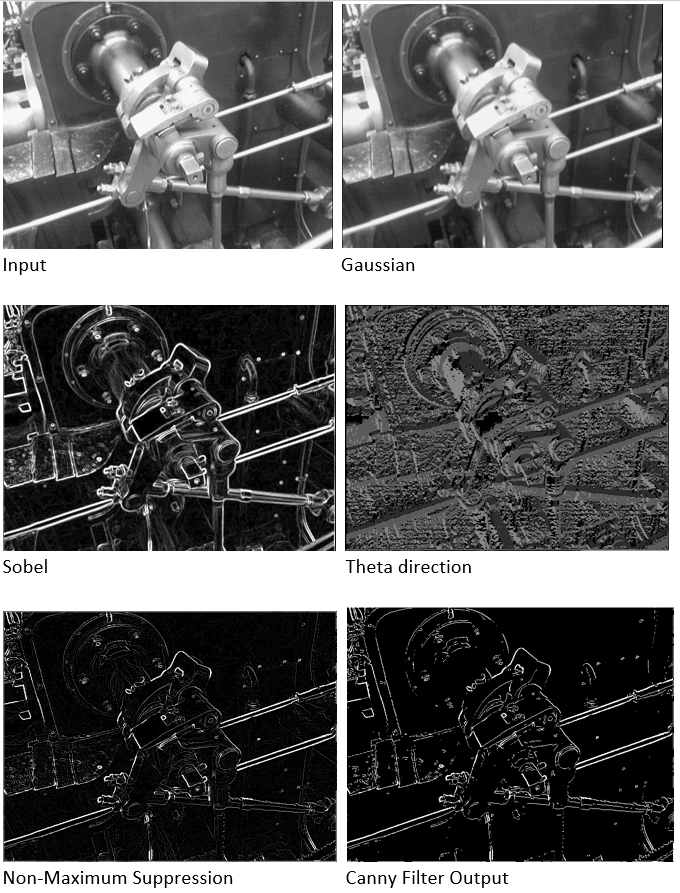 Input
Gaussian
Sobel
Theta direction
Non-Maximum Suppression
Canny Filter Output